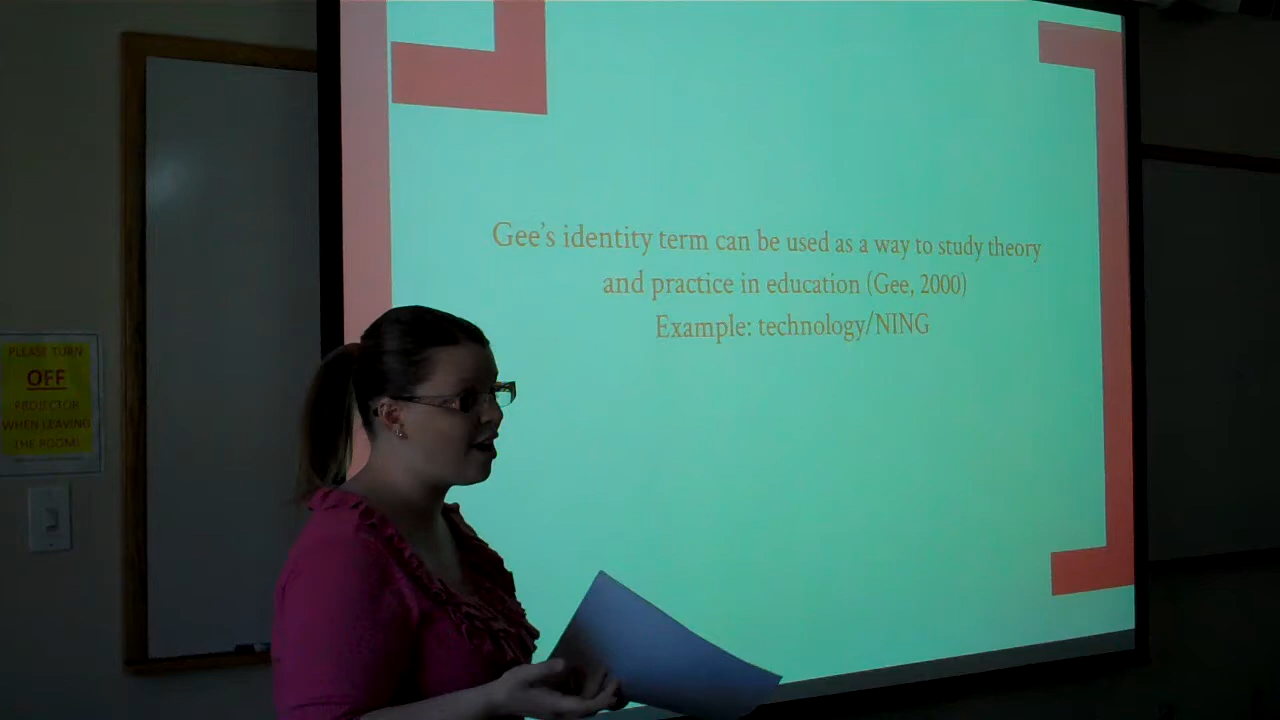 Gee's identity term can be used as a way to study theory
and practice in education (Gee, 2000)
Example: technology/NING
PLEASE TURN
OFF
PROJECTOR
WHEN LEAVING
THE ROOM!